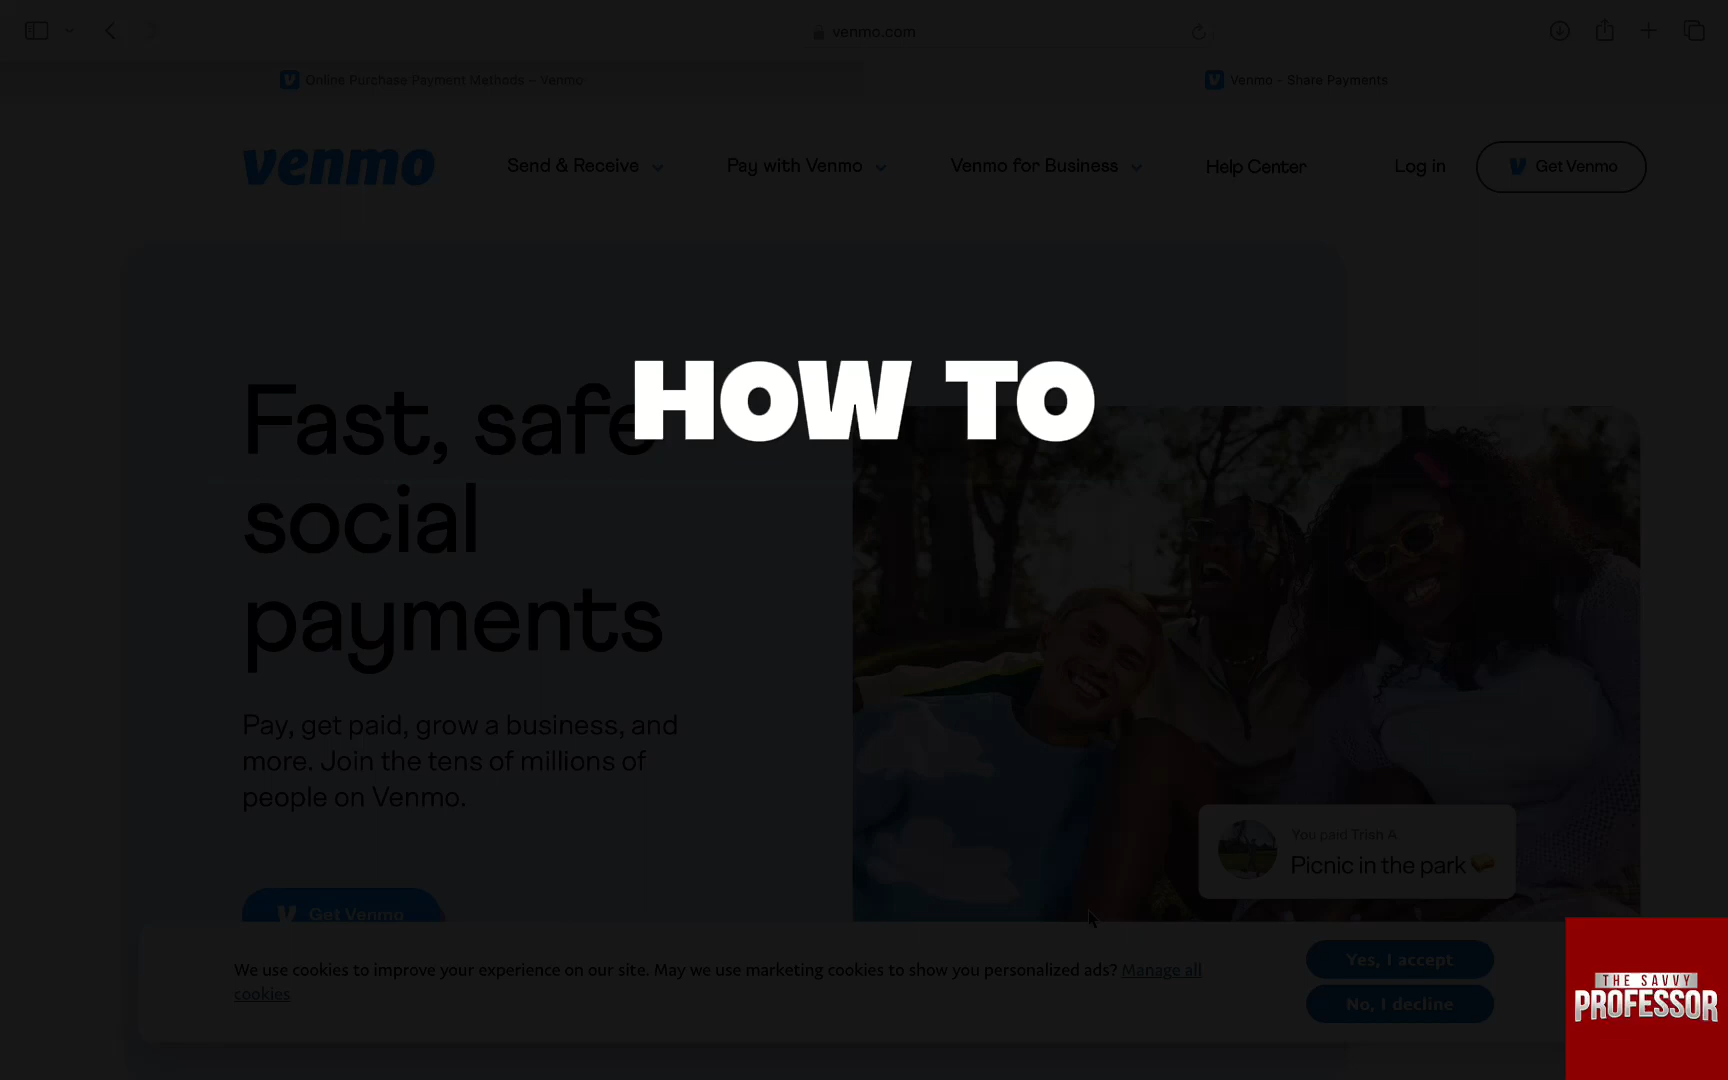 venmo.com
Online Purchase Payment Methods – Venmo
Venmo - Share Payments
venmo
Send & Receive
Pay with Venmo
Venmo for Business
Help Center
Log in
Get Venmo
HOW TO
Fast, safe
social
payments
Pay, get paid, grow a business, and
more. Join the tens of millions of
people on Venmo.
You paid Trish A
Picnic in the park
Get Venmo
We use cookies to improve your experience on our site. May we use marketing cookies to show you personalized ads? Manage all
cookies
Yes, I accept
No, I decline
THE SAVVY
PROFESSOR